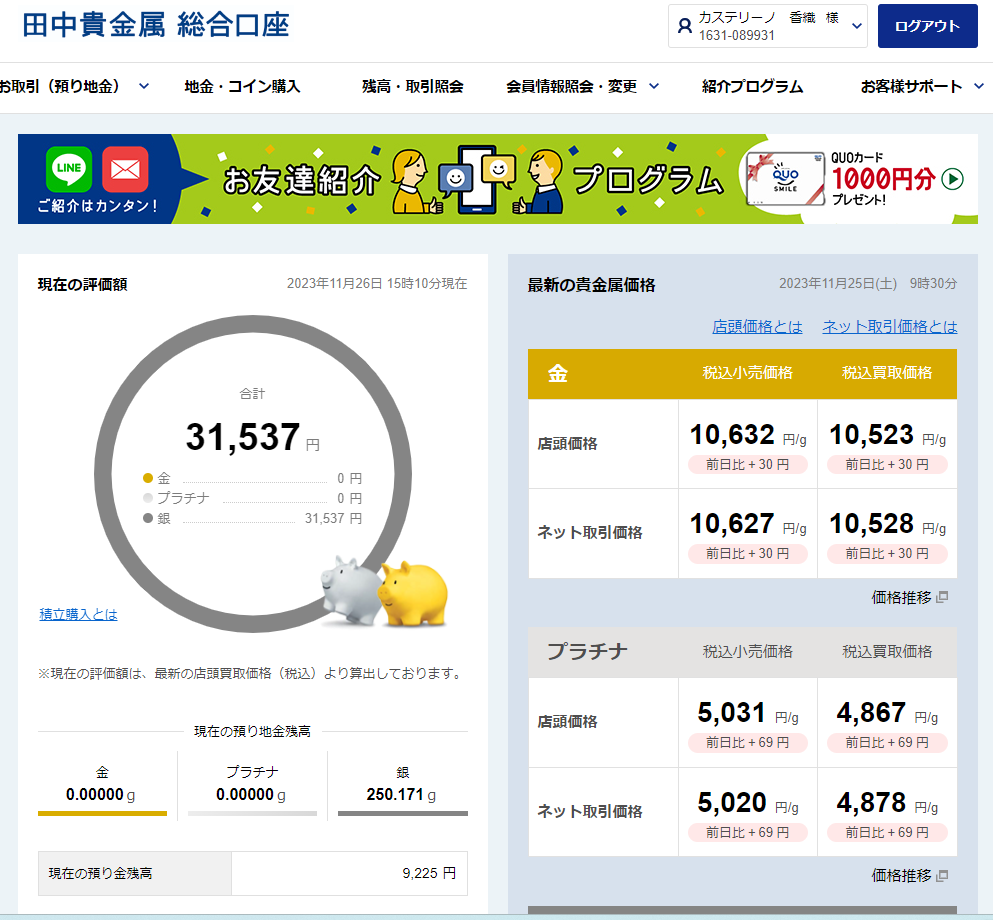 田中貴金属 総合口座
カステリーノ 香織 様
1631-089931
ログアウト
お取引（預り地金）
地金・コイン購入
残高・取引照会
会員情報照会・変更
紹介プログラム
お客様サポート
LINE
ご紹介はカンタン！
お友達紹介
プログラム
QUO
SMILE
QUOカード
1000円分
プレゼント！
現在の評価額
2023年11月26日 15時10分現在
合計
31,537 円
金 0 円
プラチナ 0 円
銀 31,537 円
積立購入とは
※現在の評価額は、最新の店頭買取価格（税込）より算出しております。
現在の預り地金残高
金
0.00000 g
プラチナ
0.00000 g
銀
250.171 g
現在の預り金残高 9,225 円
最新の貴金属価格
2023年11月25日(土) 9時30分
店頭価格とは
ネット取引価格とは
金 税込小売価格 税込買取価格
店頭価格
10,632 円/g
前日比 + 30 円
10,523 円/g
前日比 + 30 円
ネット取引価格
10,627 円/g
前日比 + 30 円
10,528 円/g
前日比 + 30 円
価格推移
プラチナ 税込小売価格 税込買取価格
店頭価格
5,031 円/g
前日比 + 69 円
4,867 円/g
前日比 + 69 円
ネット取引価格
5,020 円/g
前日比 + 69 円
4,878 円/g
前日比 + 69 円
価格推移